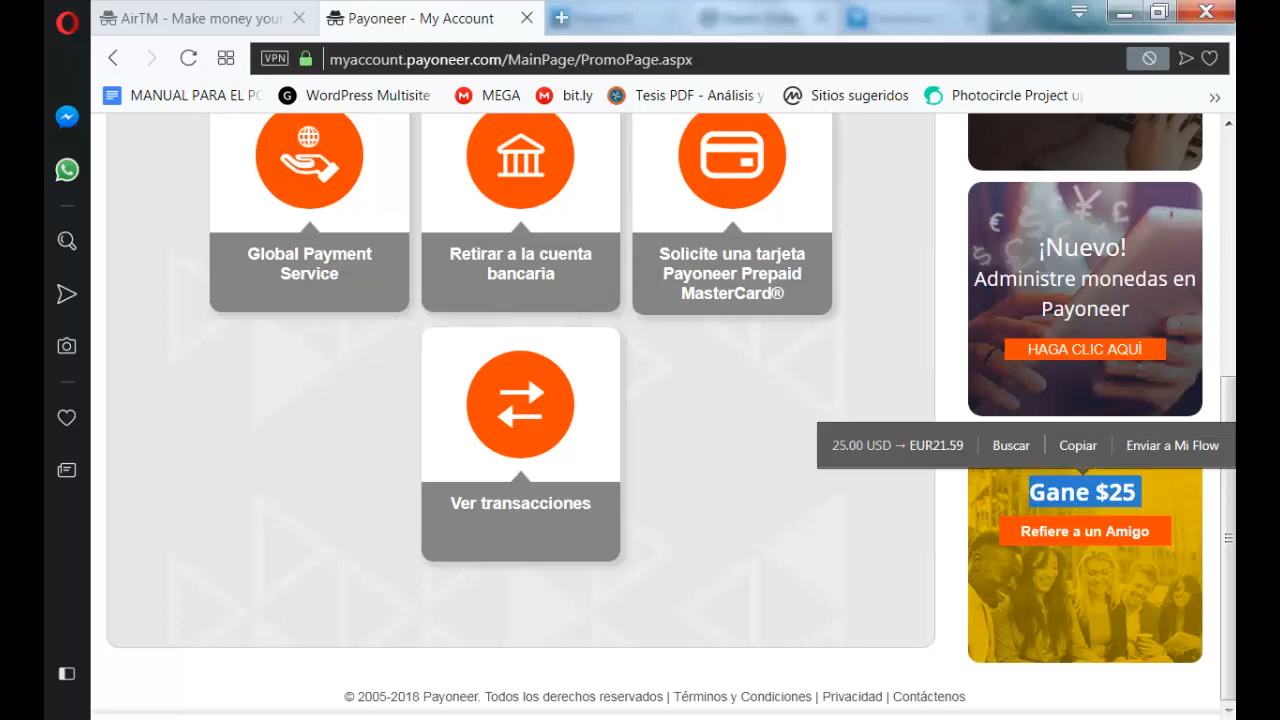 AirTM - Make money your
Payoneer - My Account
VPN
myaccount.payoneer.com/MainPage/PromoPage.aspx
MANUAL PARA EL PC
G WordPress Multisite
M MEGA
M bit.ly
Tesis PDF - Análisis y
Sitios sugeridos
Photocircle Project up
Global Payment
Service
Retirar a la cuenta
bancaria
Solicite una tarjeta
Payoneer Prepaid
MasterCard®
Ver transacciones
¡Nuevo!
Administre monedas en
Payoneer
HAGA CLIC AQUÍ
25.00 USD → EUR21.59
Buscar
Copiar
Enviar a Mi Flow
Gane $25
Refiere a un Amigo
© 2005-2018 Payoneer. Todos los derechos reservados | Términos y Condiciones | Privacidad | Contáctenos